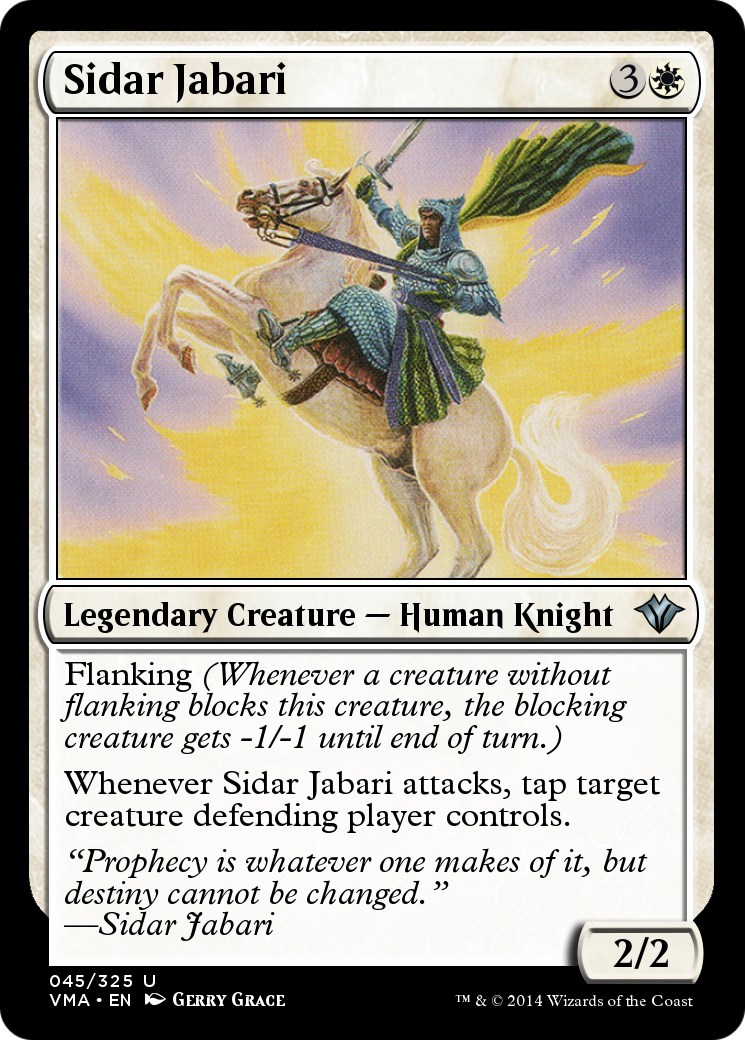 Sidar Jabari
3
Legendary Creature — Human Knight
Flanking (Whenever a creature without
flanking blocks this creature, the blocking
creature gets -1/-1 until end of turn.)
Whenever Sidar Jabari attacks, tap target
creature defending player controls.
“Prophecy is whatever one makes of it, but
destiny cannot be changed.”
—Sidar Jabari
2/2
045/325 U
VMA • EN Gerry Grace
™ & © 2014 Wizards of the Coast